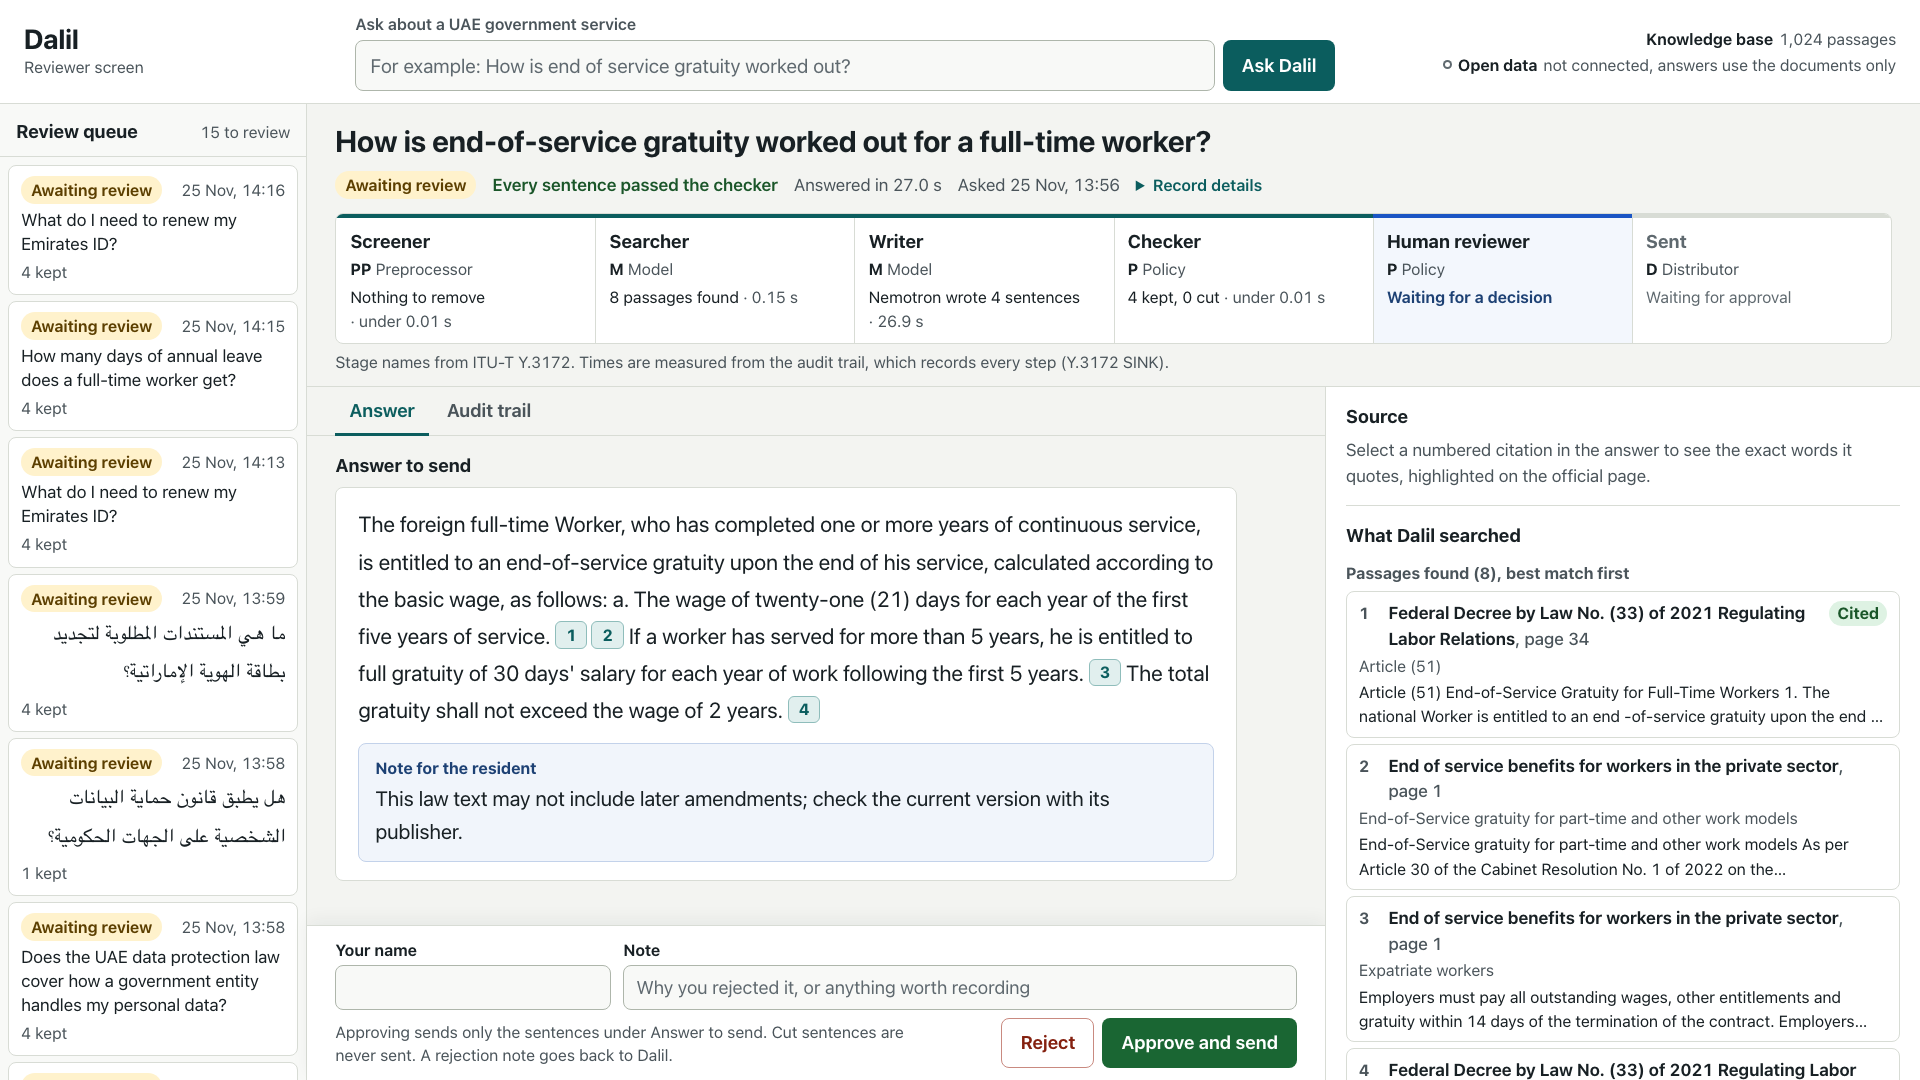 Dalil
Reviewer screen
Ask about a UAE government service
For example: How is end of service gratuity worked out?
Ask Dalil
Knowledge base 1,024 passages
Open data not connected, answers use the documents only
Review queue
15 to review
Awaiting review
25 Nov, 14:16
What do I need to renew my
Emirates ID?
4 kept
Awaiting review
25 Nov, 14:15
How many days of annual leave
does a full-time worker get?
4 kept
Awaiting review
25 Nov, 14:13
What do I need to renew my
Emirates ID?
4 kept
Awaiting review
25 Nov, 13:59
ما هي المستندات المطلوبة لتجديد
بطاقة الهوية الإماراتية؟
4 kept
Awaiting review
25 Nov, 13:58
هل يطبق قانون حماية البيانات
الشخصية على الجهات الحكومية؟
1 kept
Awaiting review
25 Nov, 13:58
Does the UAE data protection law
cover how a government entity
handles my personal data?
4 kept
How is end-of-service gratuity worked out for a full-time worker?
Awaiting review
Every sentence passed the checker
Answered in 27.0 s
Asked 25 Nov, 13:56
Record details
Screener
PP Preprocessor
Nothing to remove
· under 0.01 s
Searcher
M Model
8 passages found · 0.15 s
Writer
M Model
Nemotron wrote 4 sentences
· 26.9 s
Checker
P Policy
4 kept, 0 cut · under 0.01 s
Human reviewer
P Policy
Waiting for a decision
Sent
D Distributor
Waiting for approval
Stage names from ITU-T Y.3172. Times are measured from the audit trail, which records every step (Y.3172 SINK).
Answer
Audit trail
Answer to send
The foreign full-time Worker, who has completed one or more years of continuous service,
is entitled to an end-of-service gratuity upon the end of his service, calculated according to
the basic wage, as follows: a. The wage of twenty-one (21) days for each year of the first
five years of service. 1 2 If a worker has served for more than 5 years, he is entitled to
full gratuity of 30 days' salary for each year of work following the first 5 years. 3 The total
gratuity shall not exceed the wage of 2 years. 4
Note for the resident
This law text may not include later amendments; check the current version with its
publisher.
Your name
Note
Why you rejected it, or anything worth recording
Approving sends only the sentences under Answer to send. Cut sentences are
never sent. A rejection note goes back to Dalil.
Reject
Approve and send
Source
Select a numbered citation in the answer to see the exact words it
quotes, highlighted on the official page.
What Dalil searched
Passages found (8), best match first
1 Federal Decree by Law No. (33) of 2021 Regulating
Labor Relations, page 34
Cited
Article (51)
Article (51) End-of-Service Gratuity for Full-Time Workers 1. The
national Worker is entitled to an end -of-service gratuity upon the end ...
2 End of service benefits for workers in the private sector,
page 1
End-of-Service gratuity for part-time and other work models
End-of-Service gratuity for part-time and other work models As per
Article 30 of the Cabinet Resolution No. 1 of 2022 on the...
3 End of service benefits for workers in the private sector,
page 1
Expatriate workers
Employers must pay all outstanding wages, other entitlements and
gratuity within 14 days of the termination of the contract. Employers...
4 Federal Decree by Law No. (33) of 2021 Regulating Labor